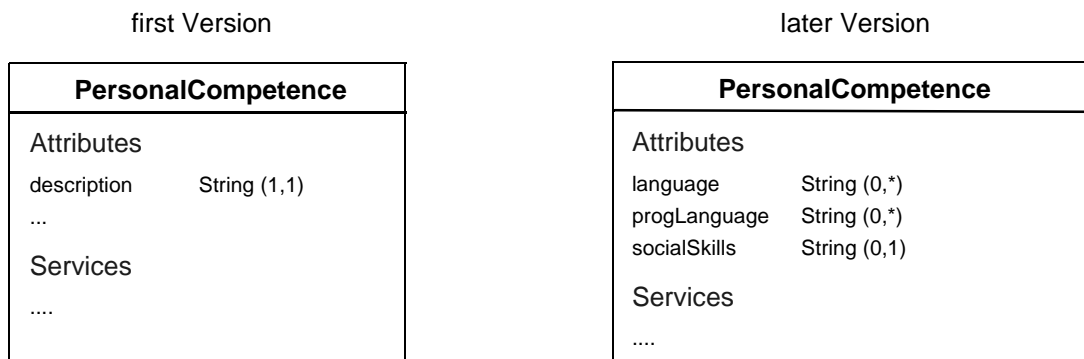 first Version
PersonalCompetence
Attributes
description String (1,1)
...
Services
....
later Version
PersonalCompetence
Attributes
language String (0,*)
progLanguage String (0,*)
socialSkills String (0,1)
Services
....